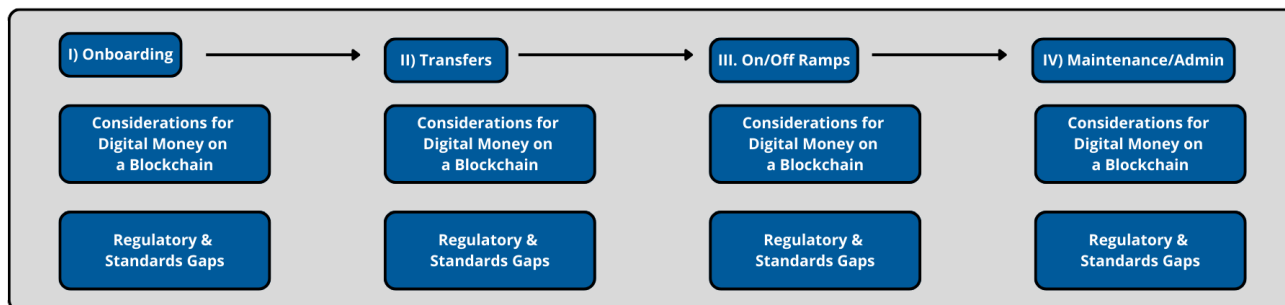 I) Onboarding
II) Transfers
III. On/Off Ramps
IV) Maintenance/Admin
Considerations for
Digital Money on
a Blockchain
Considerations for
Digital Money on
a Blockchain
Considerations for
Digital Money on
a Blockchain
Considerations for
Digital Money on
a Blockchain
Regulatory &
Standards Gaps
Regulatory &
Standards Gaps
Regulatory &
Standards Gaps
Regulatory &
Standards Gaps